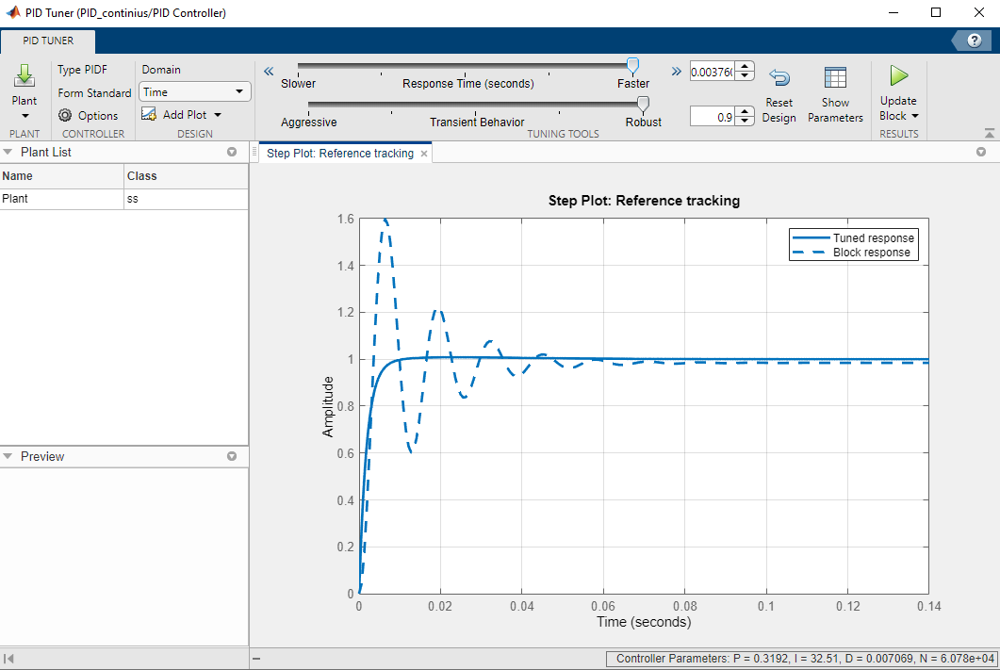 PID Tuner (PID_continius/PID Controller)
PID TUNER
?
Plant
PLANT
Type PIDF
Form Standard
Options
CONTROLLER
Domain
Time
Add Plot
DESIGN
Slower
Response Time (seconds)
Faster
Aggressive
Transient Behavior
Robust
0.00376
0.9
TUNING TOOLS
Reset
Design
Show
Parameters
Update
Block
RESULTS
Plant List
Name Class
Plant ss
Preview
Step Plot: Reference tracking ×
Step Plot: Reference tracking
Tuned response
Block response
1.6
1.4
1.2
1
0.8
0.6
0.4
0.2
0
Amplitude
0 0.02 0.04 0.06 0.08 0.1 0.12 0.14
Time (seconds)
Controller Parameters: P = 0.3192, I = 32.51, D = 0.007069, N = 6.078e+04